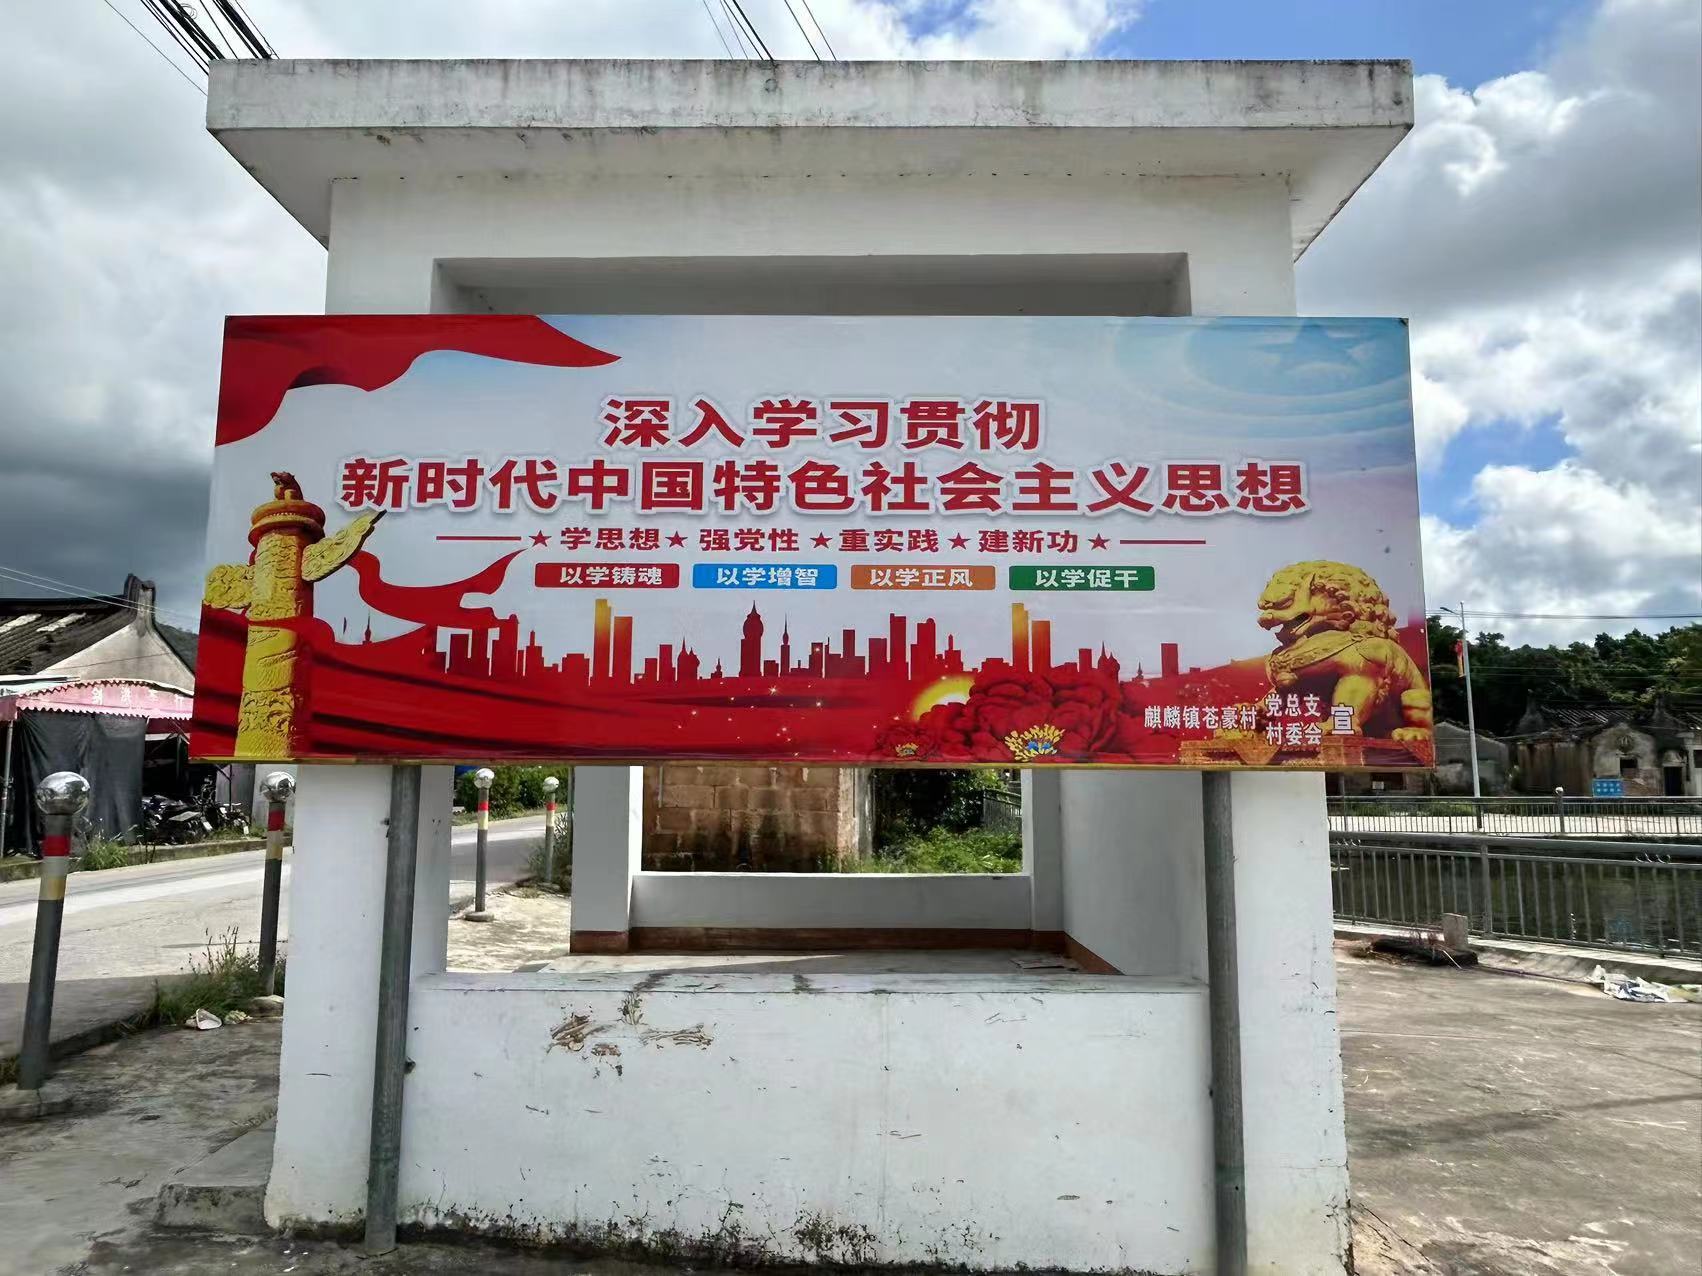 深入学习贯彻
新时代中国特色社会主义思想
★学思想★强党性★重实践★建新功★
以学铸魂 以学增智 以学正风 以学促干
麒麟镇苍豪村 党总支 村委会 宣